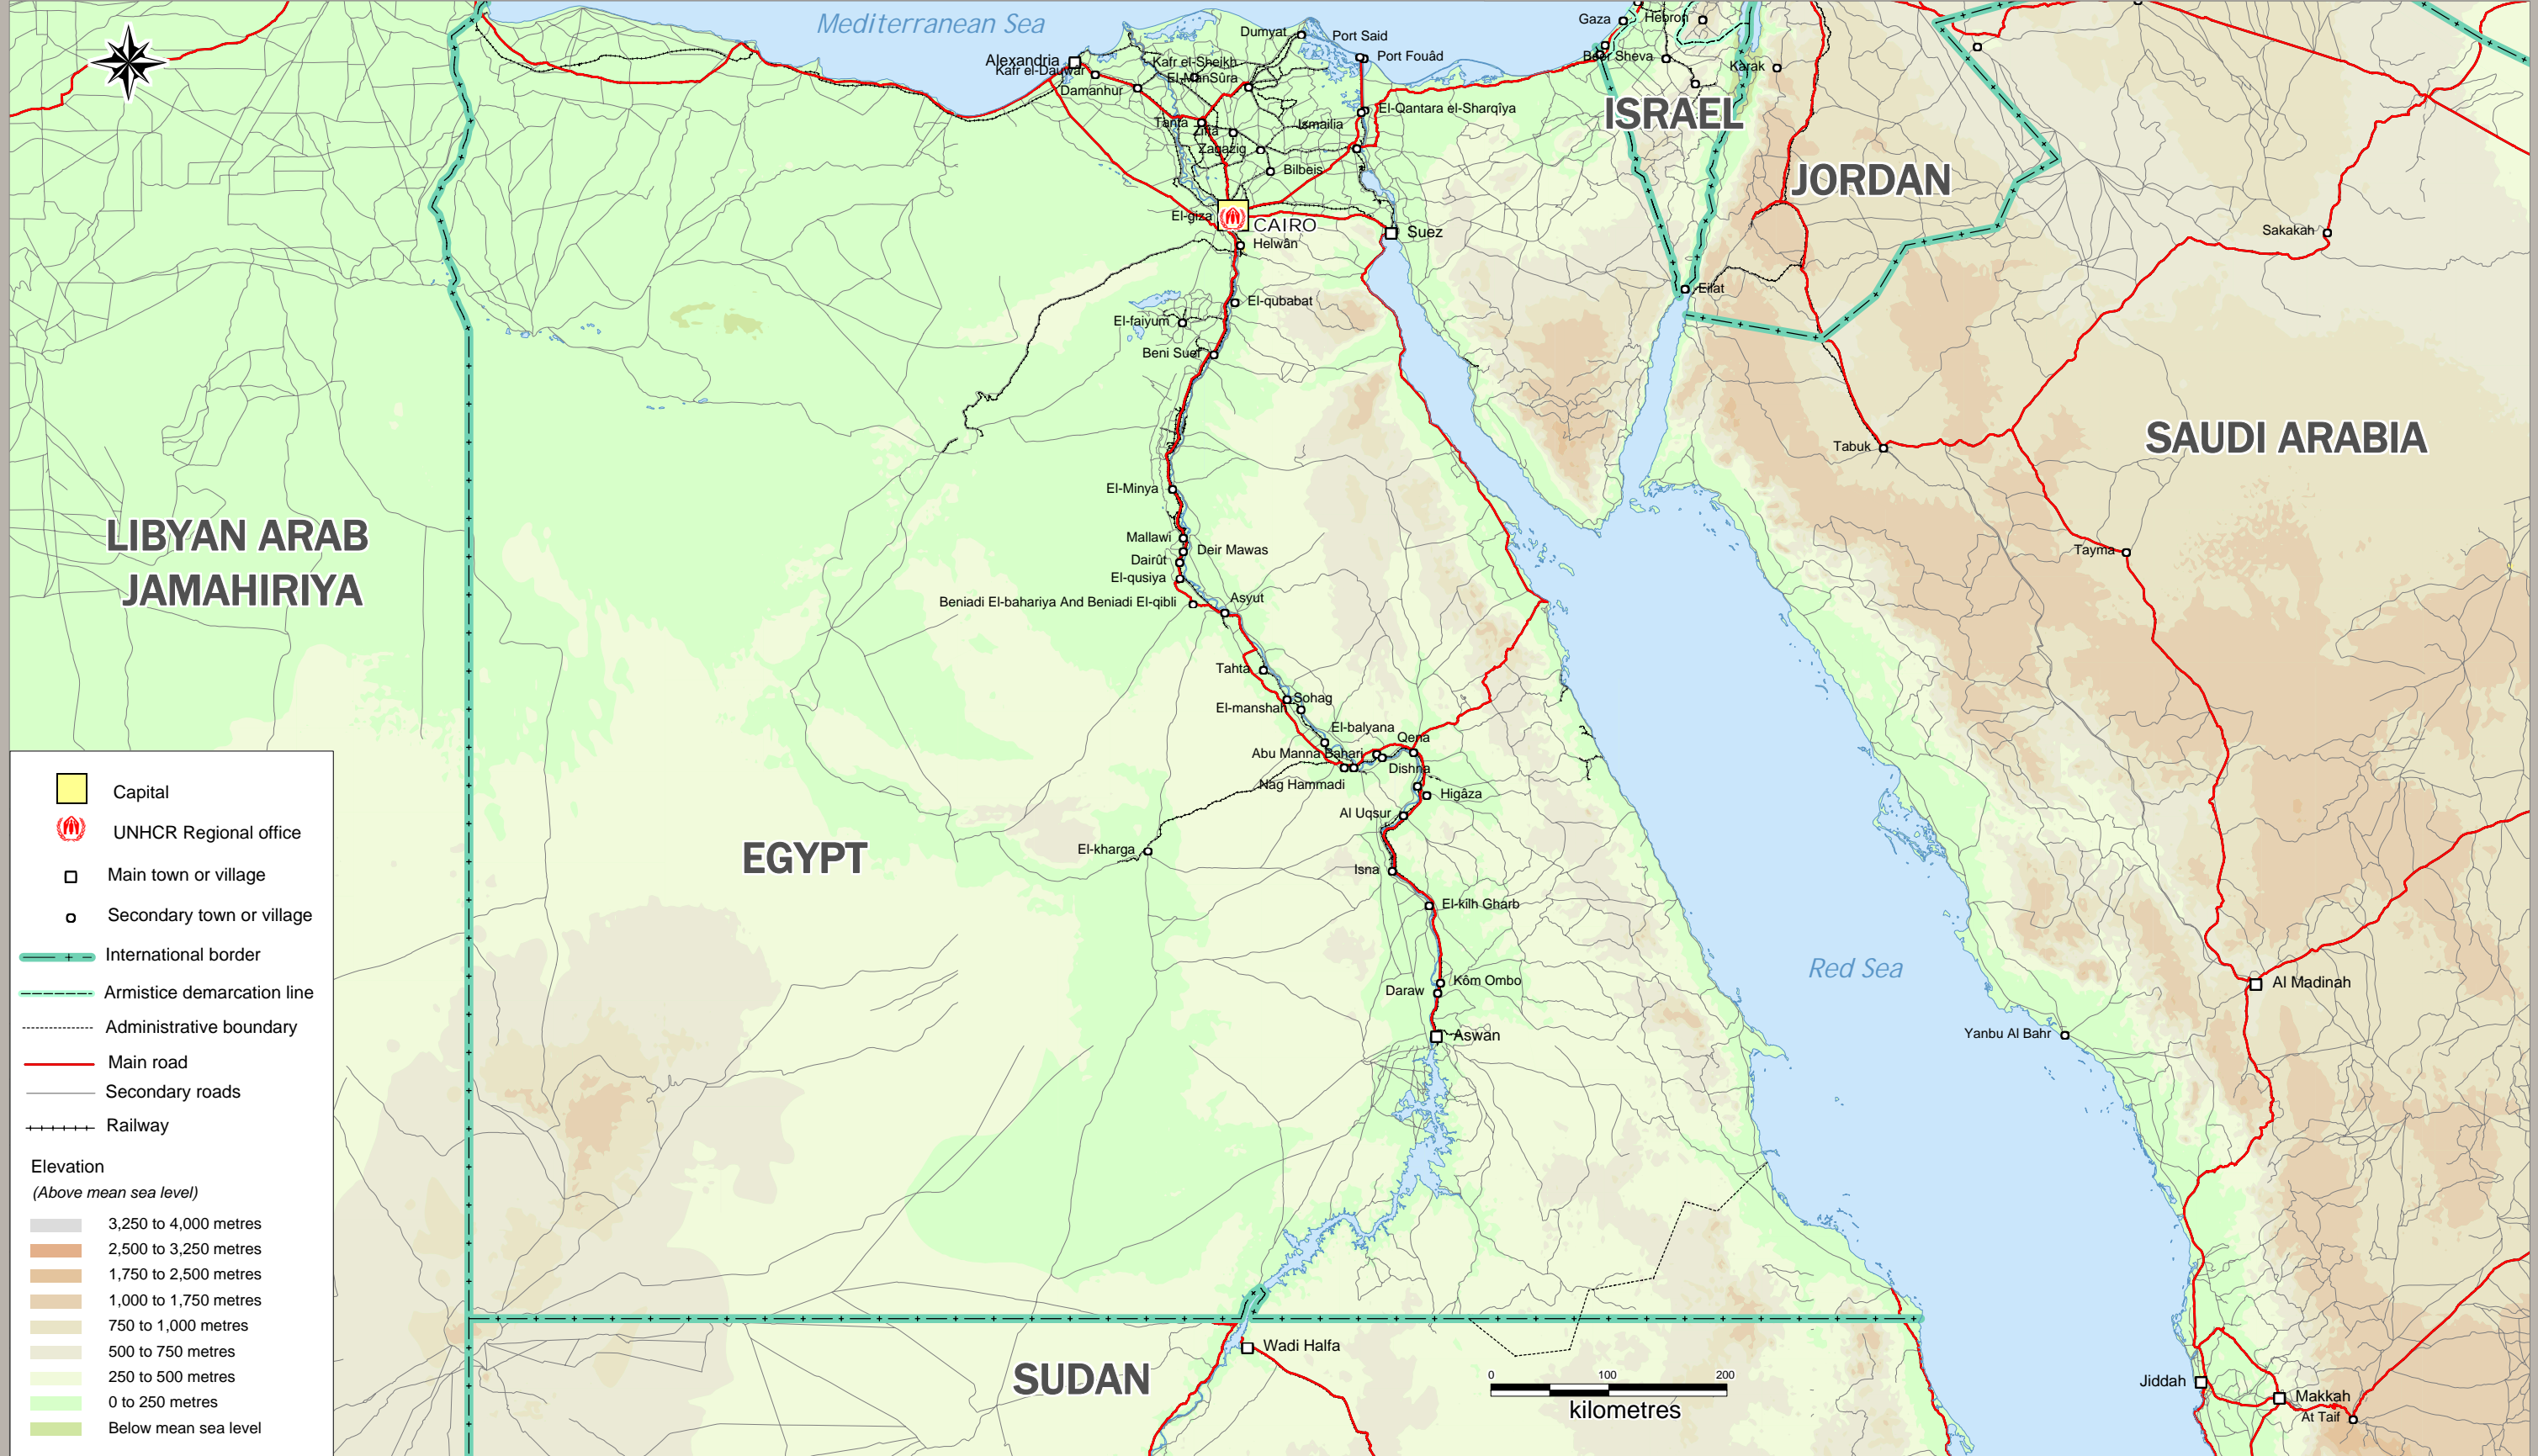 Mediterranean Sea
Dumyat
Port Said
Gaza
Hebron
Alexandria
Kafr el-Dauwar
Kafr el-Sheikh
El-ManSûra
Port Fouâd
Beer Sheva
Karak
Damanhur
Tanta
Zifta
Ismailia
El-Qantara el-Sharqîya
ISRAEL
Zagazig
Bilbeis
JORDAN
El-giza
CAIRO
Suez
Sakakah
Helwân
Eilat
El-qubabat
El-faiyum
Beni Suef
Tabuk
SAUDI ARABIA
El-Minya
LIBYAN ARAB
JAMAHIRIYA
Mallawi
Deir Mawas
Tayma
Dairût
El-qusiya
Beniadi El-bahariya And Beniadi El-qibli
Asyut
Tahta
Sohag
El-manshah
El-balyana
Qena
Abu Manna Bahari
Dishna
Nag Hammadi
Higâza
Al Uqsur
EGYPT
El-kharga
Isna
El-kilh Gharb
Red Sea
Kôm Ombo
Daraw
Al Madinah
Aswan
Yanbu Al Bahr
Wadi Halfa
SUDAN
Jiddah
Makkah
At Taif
0 100 200
kilometres
Capital
UNHCR Regional office
Main town or village
Secondary town or village
International border
Armistice demarcation line
Administrative boundary
Main road
Secondary roads
Railway
Elevation
(Above mean sea level)
3,250 to 4,000 metres
2,500 to 3,250 metres
1,750 to 2,500 metres
1,000 to 1,750 metres
750 to 1,000 metres
500 to 750 metres
250 to 500 metres
0 to 250 metres
Below mean sea level